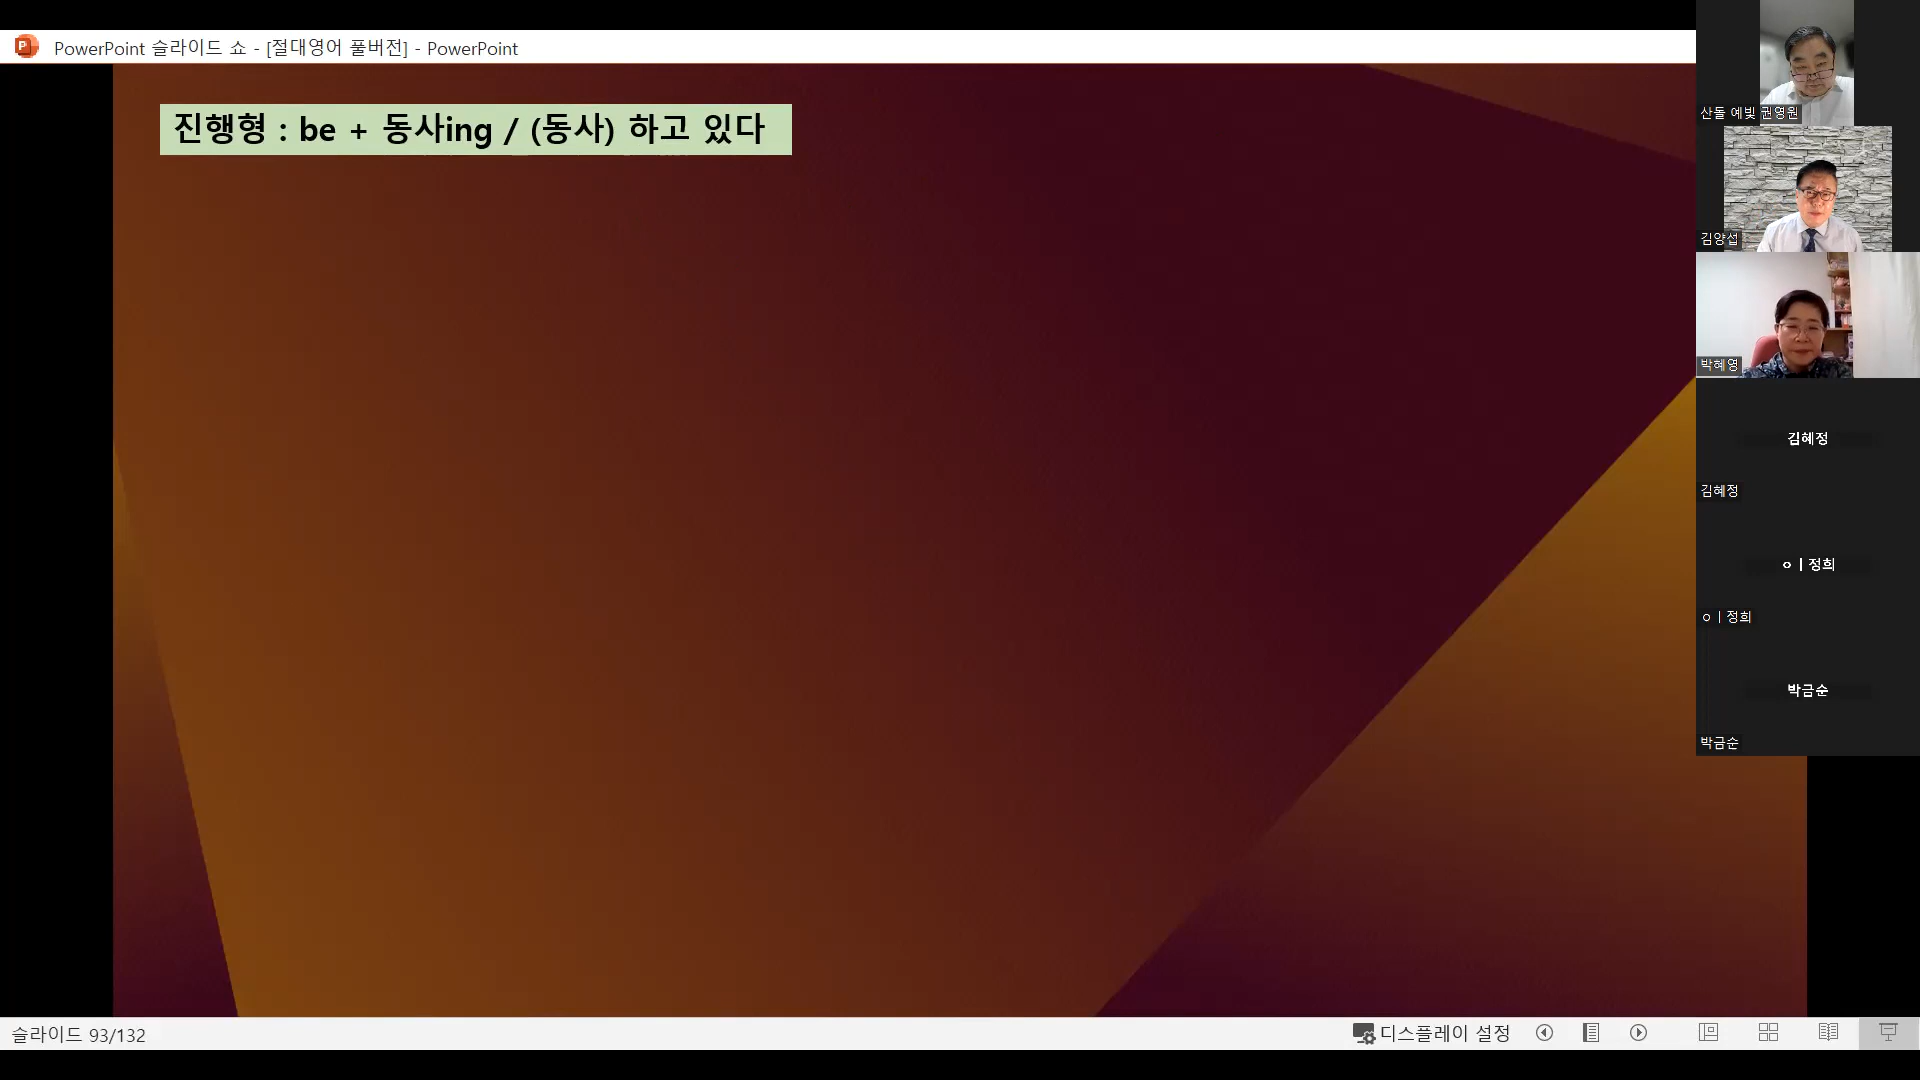 PowerPoint 슬라이드 쇼 - [절대영어 풀버전] - PowerPoint
진행형 : be + 동사ing / (동사) 하고 있다
산돌 예빛 권영원
김양섭
박혜영
김혜정
김혜정
ㅇㅣ정희
ㅇㅣ정희
박금순
박금순
슬라이드 93/132
디스플레이 설정